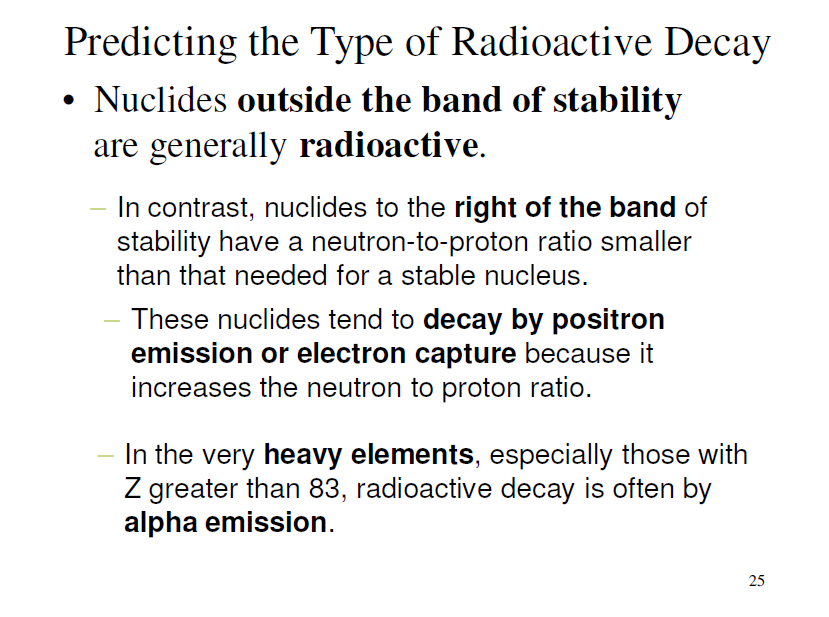 Predicting the Type of Radioactive Decay
• Nuclides outside the band of stability
are generally radioactive.
– In contrast, nuclides to the right of the band of
stability have a neutron-to-proton ratio smaller
than that needed for a stable nucleus.
– These nuclides tend to decay by positron
emission or electron capture because it
increases the neutron to proton ratio.
– In the very heavy elements, especially those with
Z greater than 83, radioactive decay is often by
alpha emission.
25